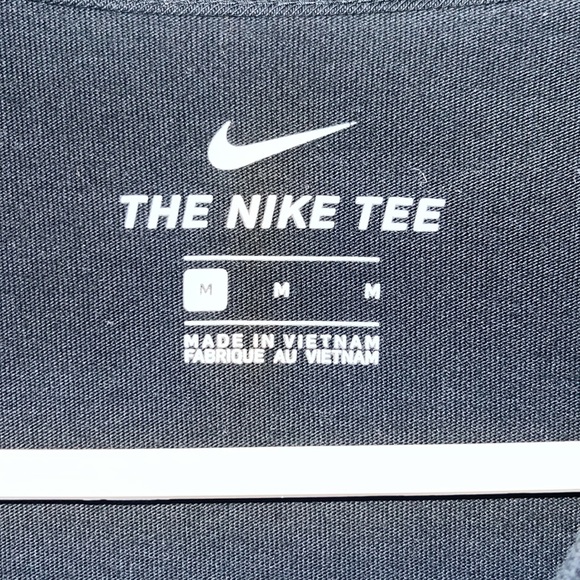 THE NIKE TEE
M M M
MADE IN VIETNAM
FABRIQUE AU VIETNAM